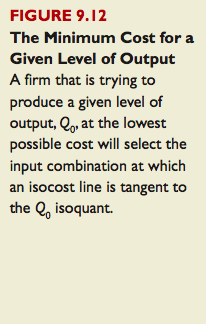 FIGURE 9.12
The Minimum Cost for a
Given Level of Output
A firm that is trying to
produce a given level of
output, Q₀, at the lowest
possible cost will select the
input combination at which
an isocost line is tangent to
the Q₀ isoquant.